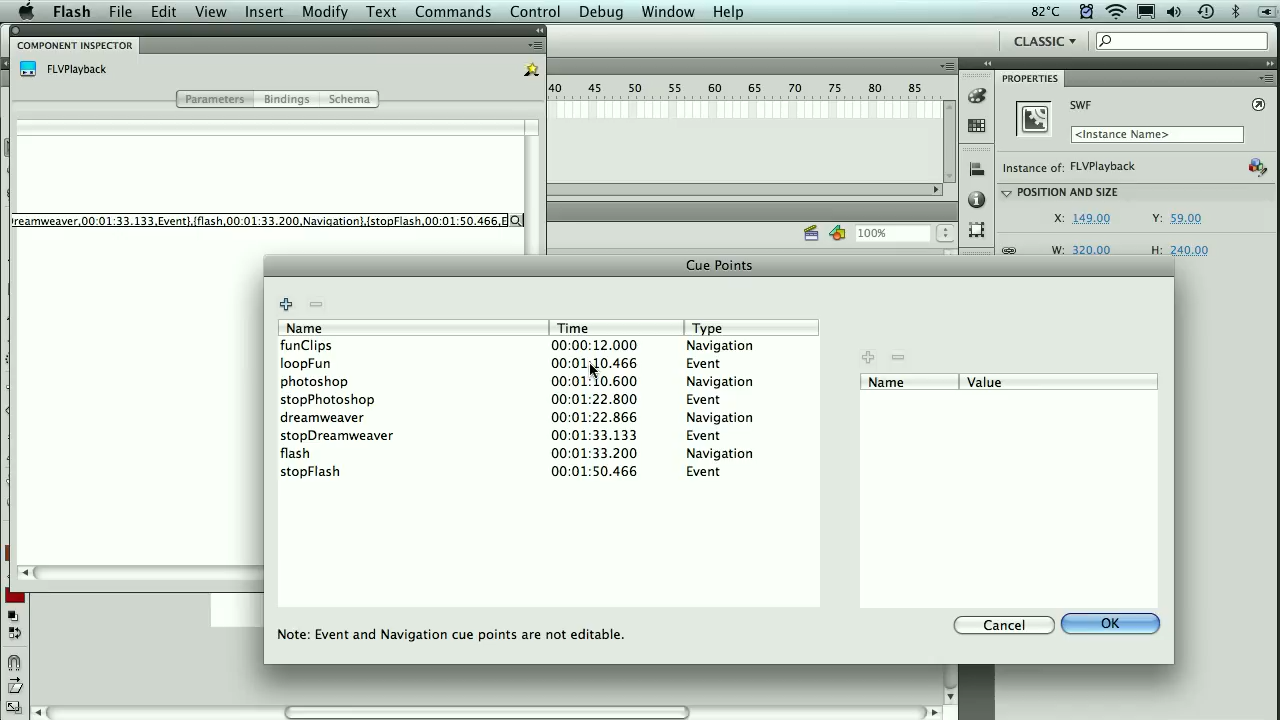 Flash File Edit View Insert Modify Text Commands Control Debug Window Help 82°C
COMPONENT INSPECTOR
CLASSIC
FLVPlayback
Parameters Bindings Schema
40 45 50 55 60 65 70 75 80 85
PROPERTIES
SWF
<Instance Name>
Instance of: FLVPlayback
POSITION AND SIZE
X: 149.00 Y: 59.00
W: 320.00 H: 240.00
reamweaver,00:01:33.133,Event},{flash,00:01:33.200,Navigation},{stopFlash,00:01:50.466,E
100%
Cue Points
Name Time Type
funClips 00:00:12.000 Navigation
loopFun 00:01:10.466 Event
photoshop 00:01:10.600 Navigation
stopPhotoshop 00:01:22.800 Event
dreamweaver 00:01:22.866 Navigation
stopDreamweaver 00:01:33.133 Event
flash 00:01:33.200 Navigation
stopFlash 00:01:50.466 Event
Name Value
Note: Event and Navigation cue points are not editable.
Cancel OK